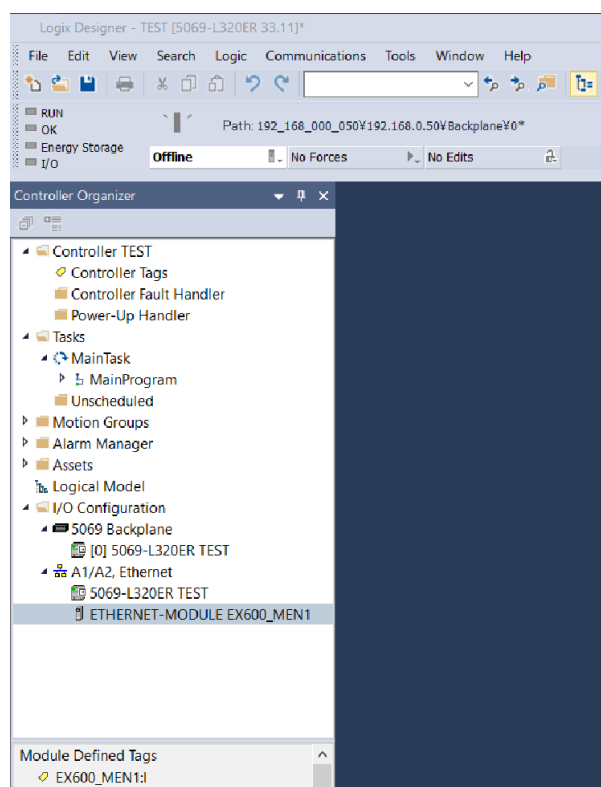 Logix Designer - TEST [5069-L320ER 33.11]*
File Edit View Search Logic Communications Tools Window Help
RUN
OK
Energy Storage
I/O
Path: 192_168_000_050¥192.168.0.50¥Backplane¥0*
Offline No Forces No Edits
Controller Organizer
Controller TEST
Controller Tags
Controller Fault Handler
Power-Up Handler
Tasks
MainTask
MainProgram
Unscheduled
Motion Groups
Alarm Manager
Assets
Logical Model
I/O Configuration
5069 Backplane
[0] 5069-L320ER TEST
A1/A2, Ethernet
5069-L320ER TEST
ETHERNET-MODULE EX600_MEN1
Module Defined Tags
EX600_MEN1:I